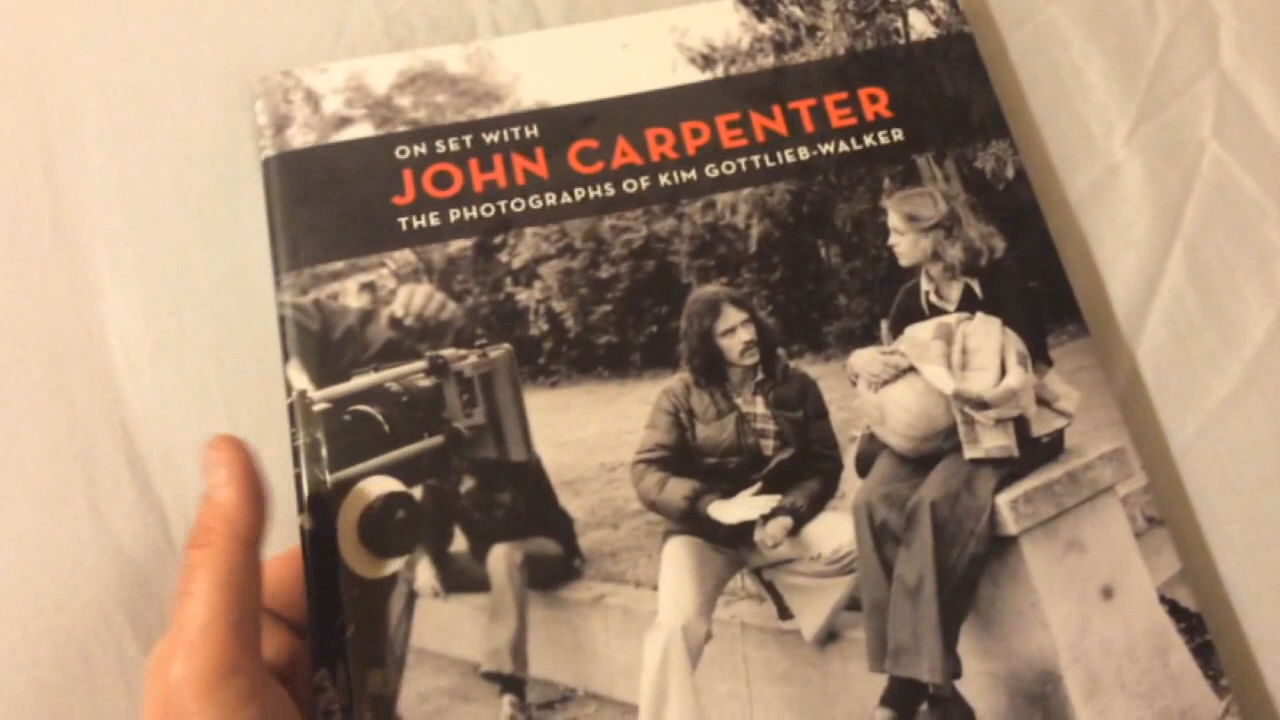 ON SET WITH
JOHN CARPENTER
THE PHOTOGRAPHS OF KIM GOTTLIEB-WALKER